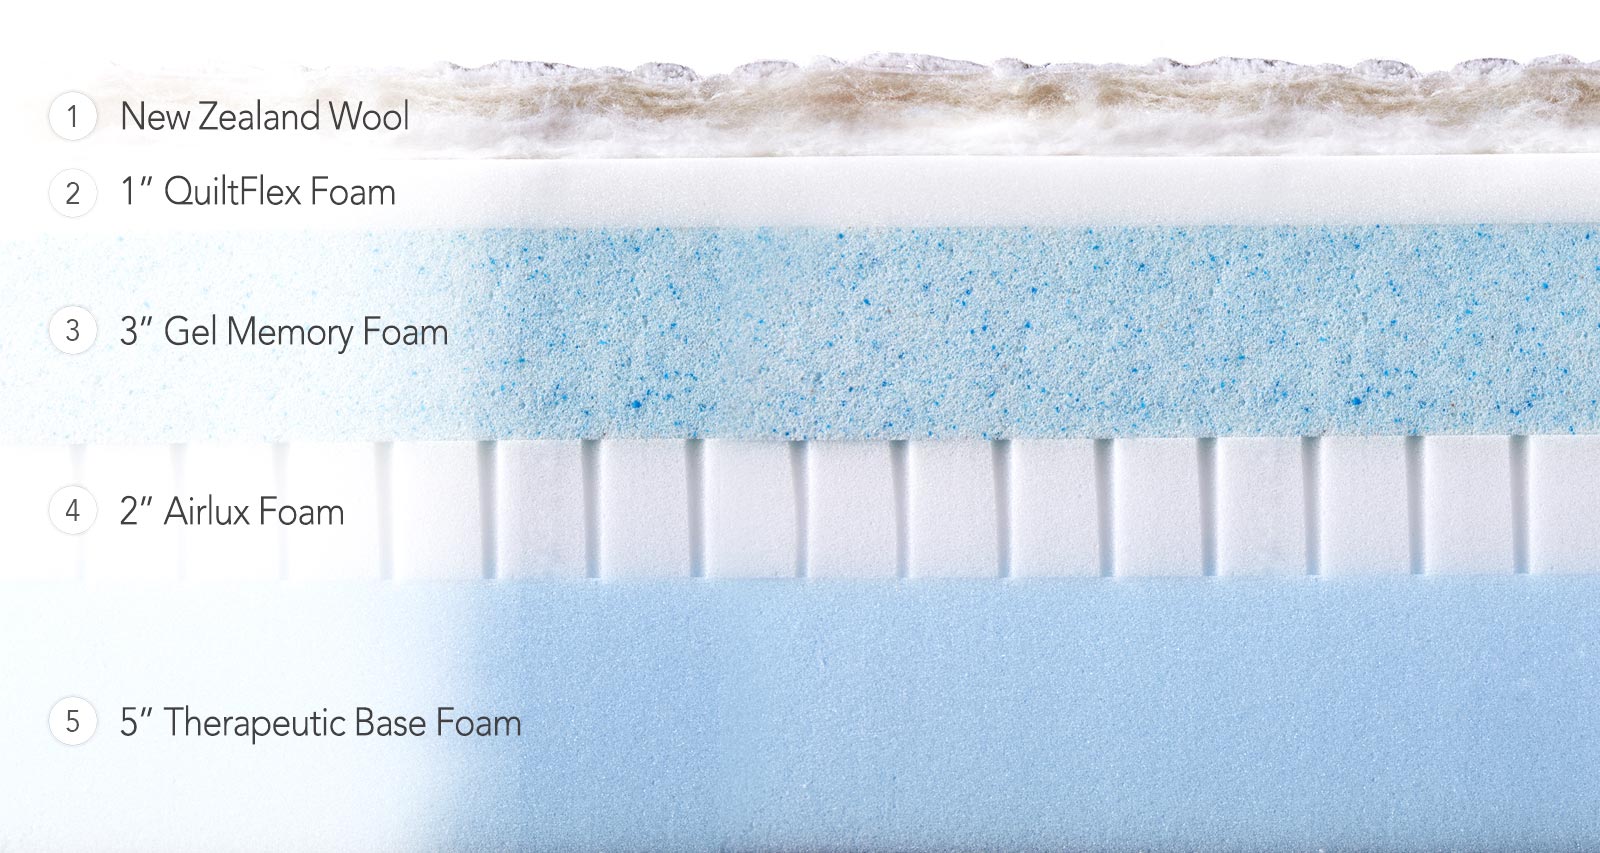 1 New Zealand Wool
2 1” QuiltFlex Foam
3 3” Gel Memory Foam
4 2” Airlux Foam
5 5” Therapeutic Base Foam